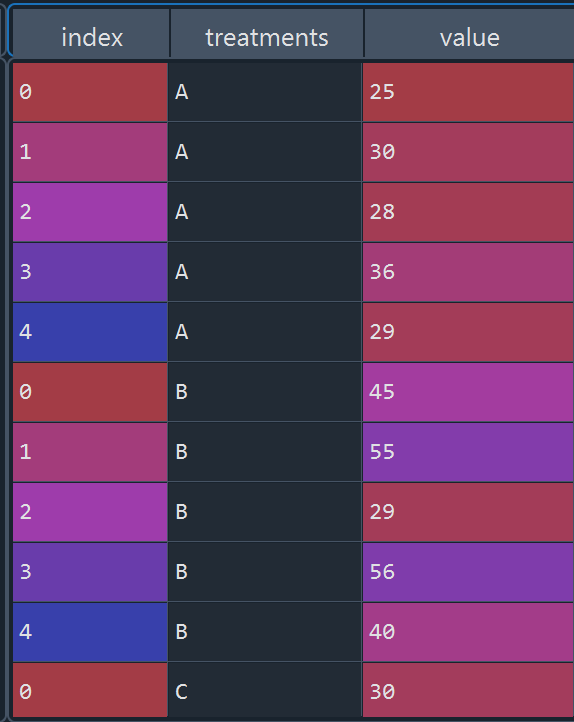 index treatments value
0 A 25
1 A 30
2 A 28
3 A 36
4 A 29
0 B 45
1 B 55
2 B 29
3 B 56
4 B 40
0 C 30